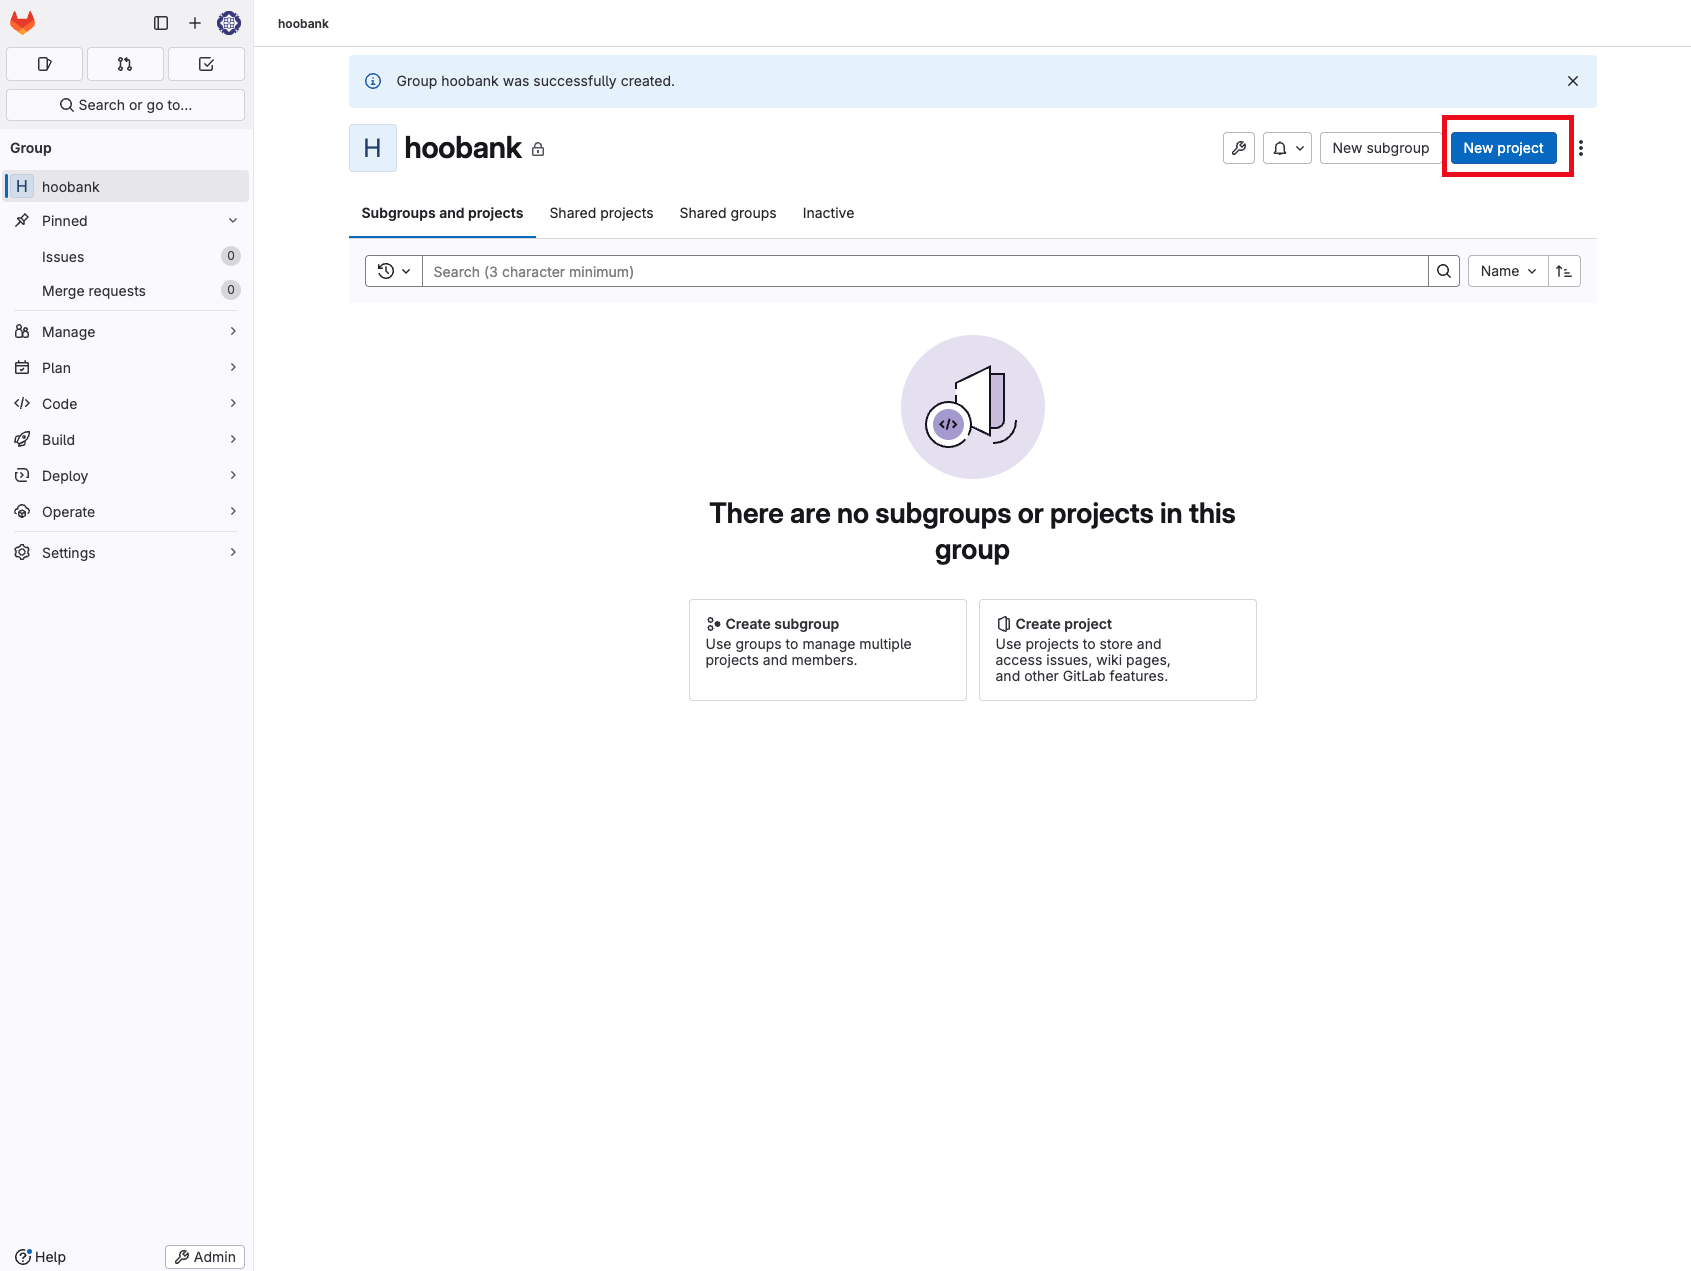 hoobank
Search or go to...
Group hoobank was successfully created.
H
hoobank
New subgroup
New project
Group
H
hoobank
Pinned
Issues
0
Merge requests
0
Manage
Plan
Code
Build
Deploy
Operate
Settings
Subgroups and projects
Shared projects
Shared groups
Inactive
Search (3 character minimum)
Name
There are no subgroups or projects in this
group
Create subgroup
Use groups to manage multiple
projects and members.
Create project
Use projects to store and
access issues, wiki pages,
and other GitLab features.
Help
Admin